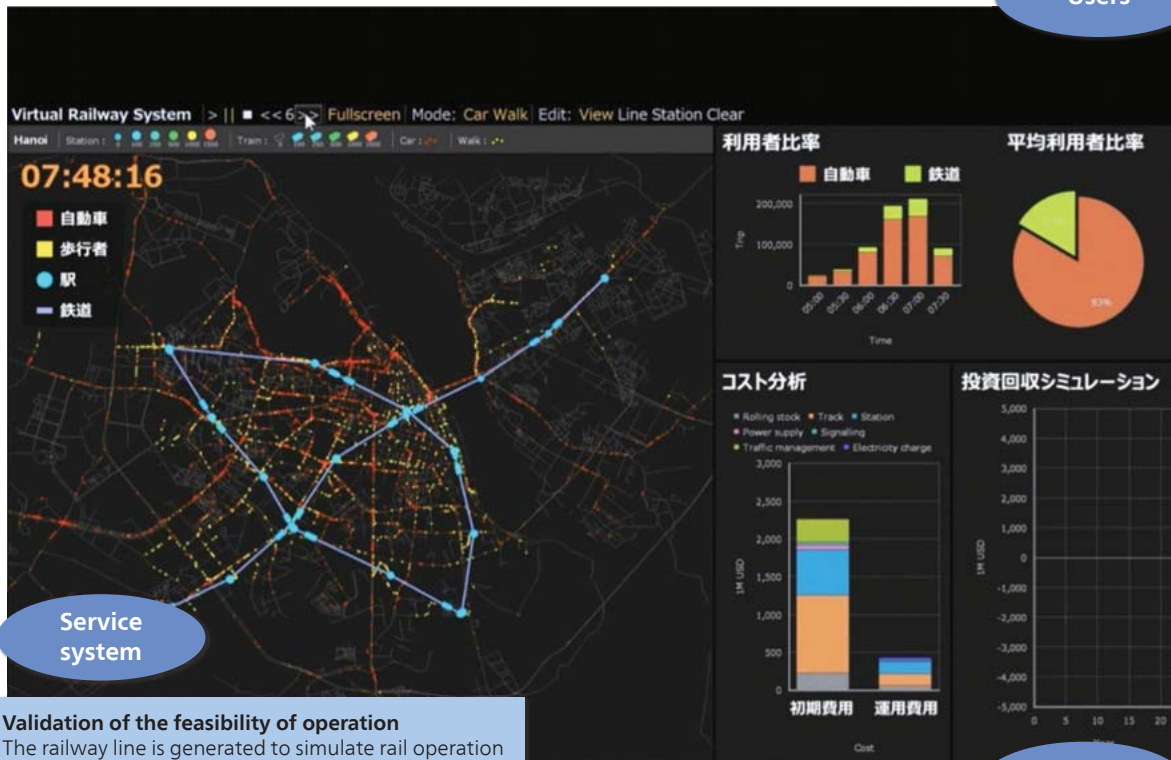 Users
Virtual Railway System > || ■ << 6 >> Fullscreen Mode: Car Walk Edit: View Line Station Clear
Hanoi Station: Train: Car: Walk:
07:48:16
自動車
歩行者
駅
鉄道
利用者比率
自動車 鉄道
200,000
100,000
0
Trip
05:00 05:30 06:00 06:30 07:00 07:30
Time
平均利用者比率
83%
コスト分析
Rolling stock Track Station
Power supply Signalling
Traffic management Electricity charge
3,000
2,500
2,000
1,500
1,000
500
0
1M USD
初期費用 運用費用
Cost
投資回収シミュレーション
5,000
4,000
3,000
2,000
1,000
0
-1,000
-2,000
-3,000
-4,000
-5,000
1M USD
0 5 10 15 20
Service
system
Validation of the feasibility of operation
The railway line is generated to simulate rail operation